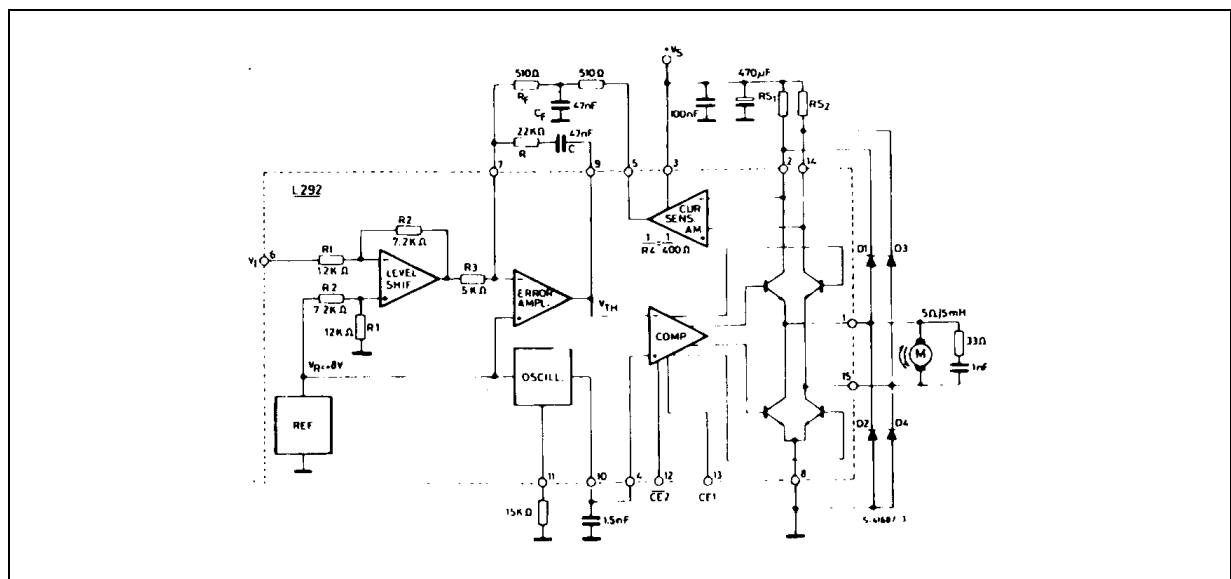 +VS
470µF
510Ω
510Ω
RF
CF
47nF
100nF
RS1
RS2
22KΩ
R
47nF
C
7
9
5
3
2
14
L292
R2
7.2KΩ
CUR
SENS.
AM.
1/R4 = 1/400Ω
D1
D3
Vi
6
R1
12KΩ
LEVEL
SHIF.
R3
5KΩ
ERROR
AMPL.
VTH
R2
7.2KΩ
12KΩ
R1
COMP
1
5Ω/5mH
M
33Ω
1nF
15
VR=8V
OSCILL.
REF
D2
D4
11
10
4
12
13
8
CE2
CE1
15KΩ
1.5nF